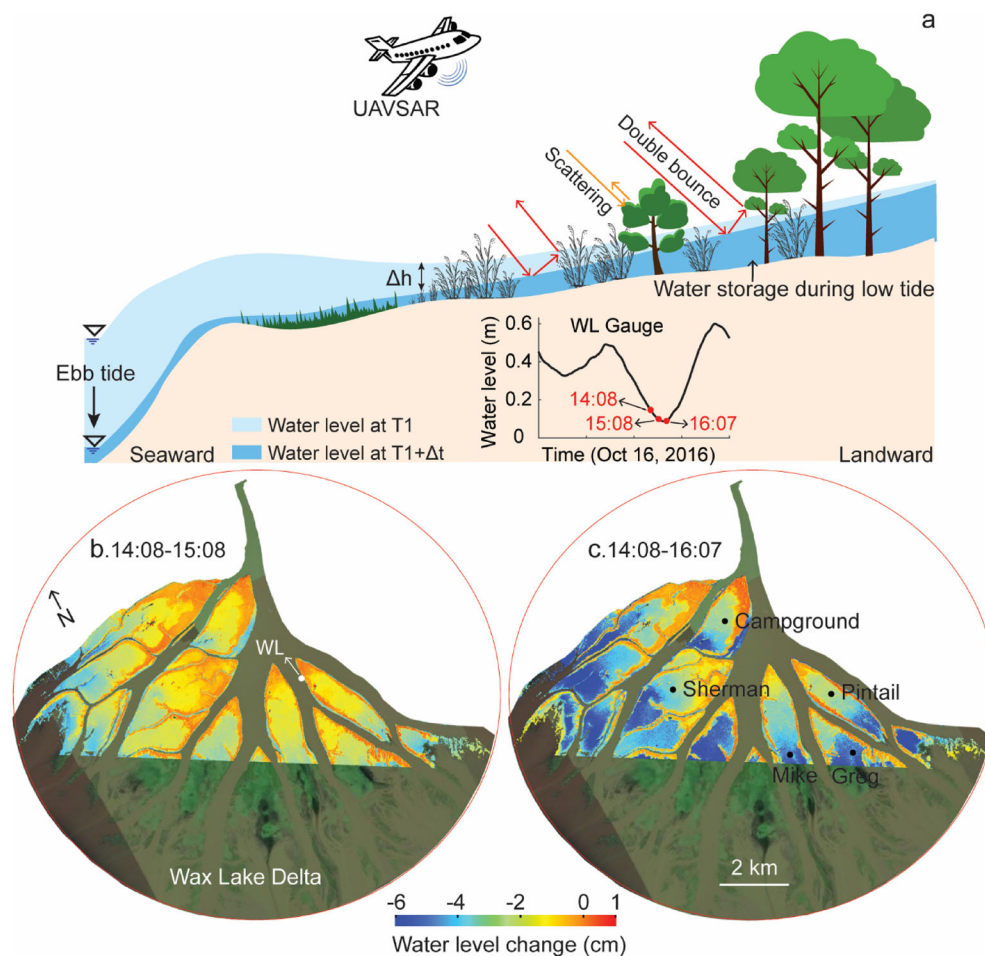 a
UAVSAR
Scattering
Double bounce
Δh
Water storage during low tide
Ebb tide
Water level at T1
Water level at T1+Δt
Seaward
Landward
WL Gauge
Water level (m)
0.6
0.4
0.2
0
14:08
15:08
16:07
Time (Oct 16, 2016)
b.14:08-15:08
N
WL
Wax Lake Delta
c.14:08-16:07
Campground
Sherman
Pintail
Mike
Greg
2 km
-6
-4
-2
0
1
Water level change (cm)